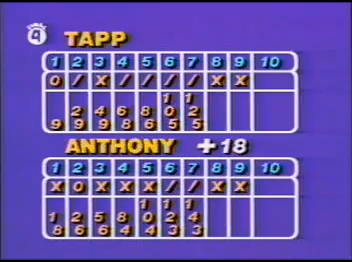 4
TAPP
1 2 3 4 5 6 7 8 9 10
O / X / / / / X X
9 29 49 68 86 105 125
ANTHONY +18
1 2 3 4 5 6 7 8 9 10
X O X X X / / X X
18 26 56 84 104 123 143